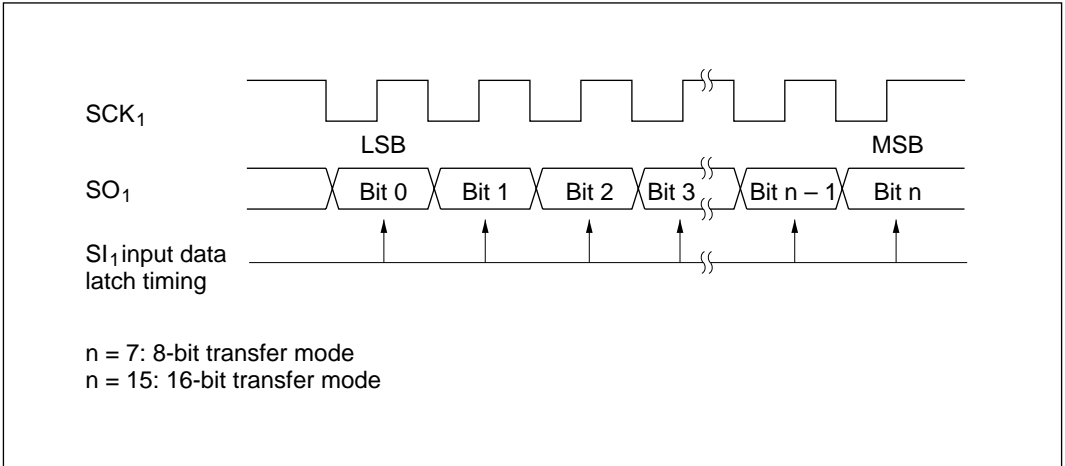 SCK1
LSB MSB
SO1 Bit 0 Bit 1 Bit 2 Bit 3 Bit n – 1 Bit n
SI1 input data
latch timing
n = 7: 8-bit transfer mode
n = 15: 16-bit transfer mode